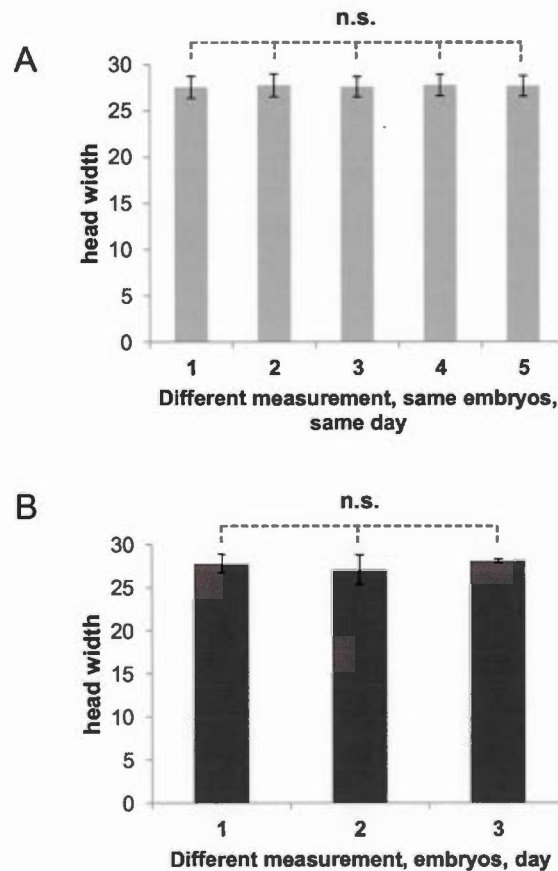 n.s.
A
30
25
20
15
10
5
0
head width
1 2 3 4 5
Different measurement, same embryos,
same day
n.s.
B
30
25
20
15
10
5
0
head width
1 2 3
Different measurement, embryos, day